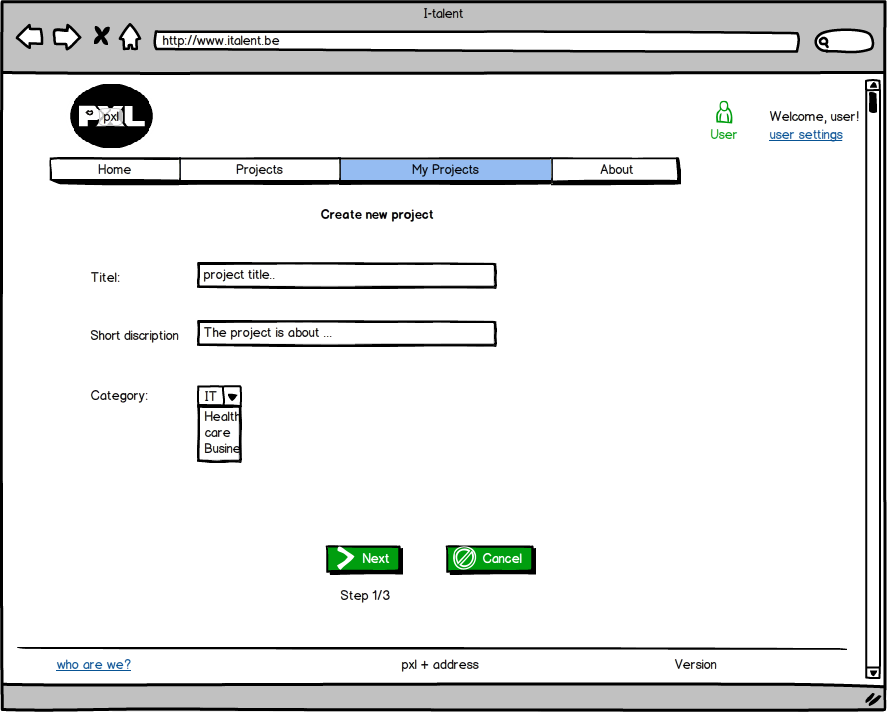 I-talent
http://www.italent.be
PXL
pxl
User
Welcome, user!
user settings
Home Projects My Projects About
Create new project
Titel: project title..
Short discription The project is about ...
Category: IT
Health
care
Busine
Next Cancel
Step 1/3
who are we? pxl + address Version